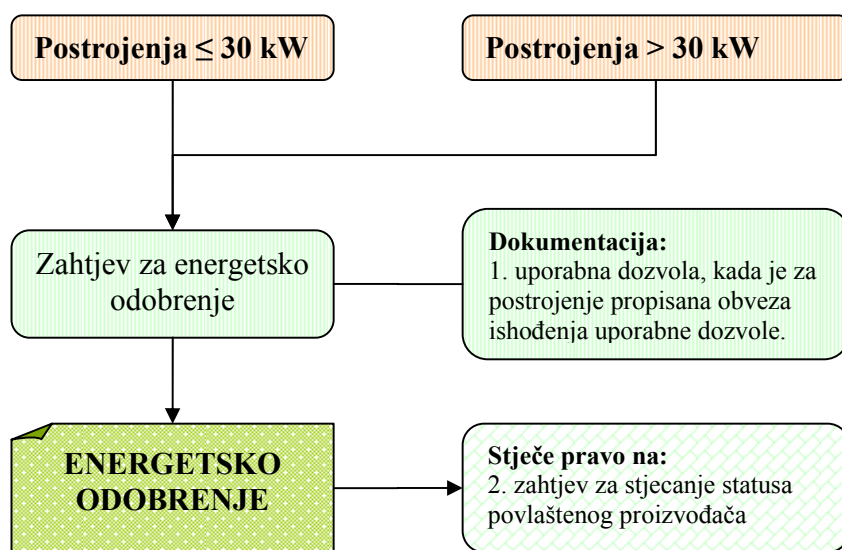 Postrojenja ≤ 30 kW
Postrojenja > 30 kW
Zahtjev za energetsko
odobrenje
Dokumentacija:
1. uporabna dozvola, kada je za
postrojenje propisana obveza
ishođenja uporabne dozvole.
ENERGETSKO
ODOBRENJE
Stječe pravo na:
2. zahtjev za stjecanje statusa
povlaštenog proizvođača